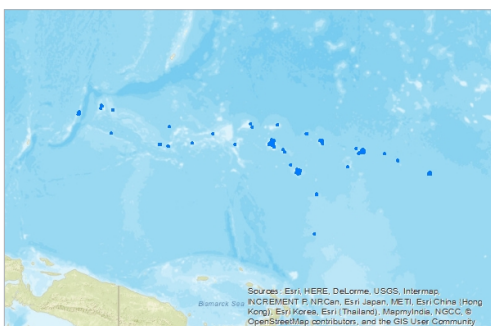 Bismarck Sea
Sources: Esri, HERE, DeLorme, USGS, Intermap,
INCREMENT P, NRCan, Esri Japan, METI, Esri China (Hong
Kong), Esri Korea, Esri (Thailand), MapmyIndia, NGCC, ©
OpenStreetMap contributors, and the GIS User Community